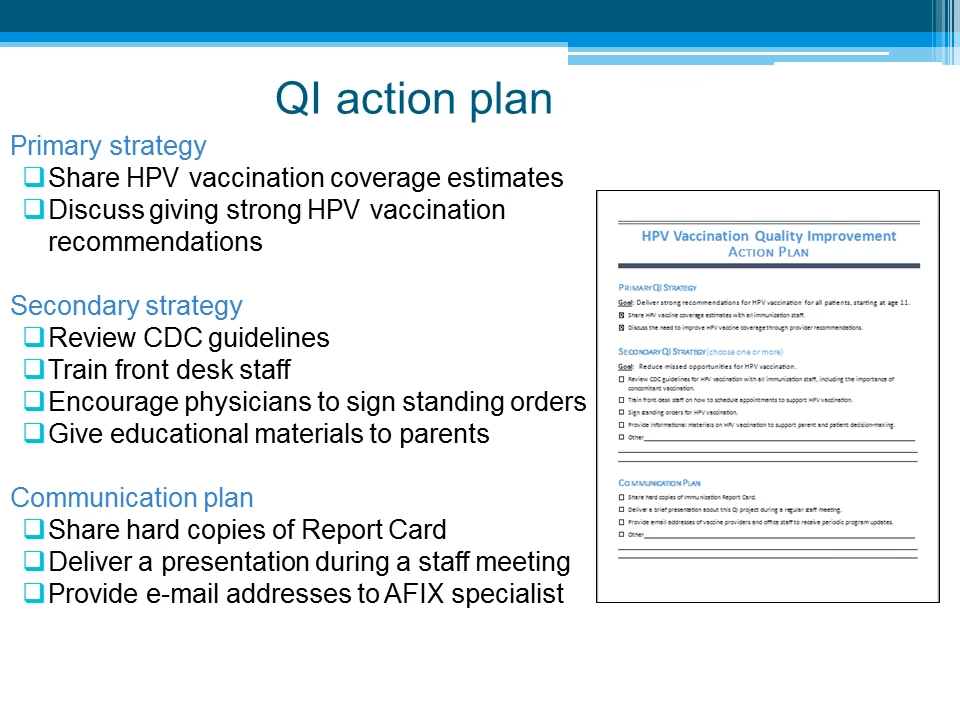 QI action plan
Primary strategy
❑Share HPV vaccination coverage estimates
❑Discuss giving strong HPV vaccination
recommendations
Secondary strategy
❑Review CDC guidelines
❑Train front desk staff
❑Encourage physicians to sign standing orders
❑Give educational materials to parents
Communication plan
❑Share hard copies of Report Card
❑Deliver a presentation during a staff meeting
❑Provide e-mail addresses to AFIX specialist
HPV Vaccination Quality Improvement
ACTION PLAN
PRIMARY QI STRATEGY
Goal: Deliver strong recommendations for HPV vaccination for all patients, starting at age 11.
☒ Share HPV vaccine coverage estimates with all immunization staff.
☒ Discuss the need to improve HPV vaccine coverage through provider recommendations.
SECONDARY QI STRATEGY (choose one or more)
Goal: Reduce missed opportunities for HPV vaccination.
☐ Review CDC guidelines for HPV vaccination with all immunization staff, including the importance of
concomitant vaccination.
☐ Train front desk staff on how to schedule appointments to support HPV vaccination.
☐ Sign standing orders for HPV vaccination.
☐ Provide informational materials on HPV vaccination to support parent and patient decision-making.
☐ Other
COMMUNICATION PLAN
☐ Share hard copies of Immunization Report Card.
☐ Deliver a brief presentation about this QI project during a regular staff meeting.
☐ Provide email addresses of vaccine providers and office staff to receive periodic program updates.
☐ Other